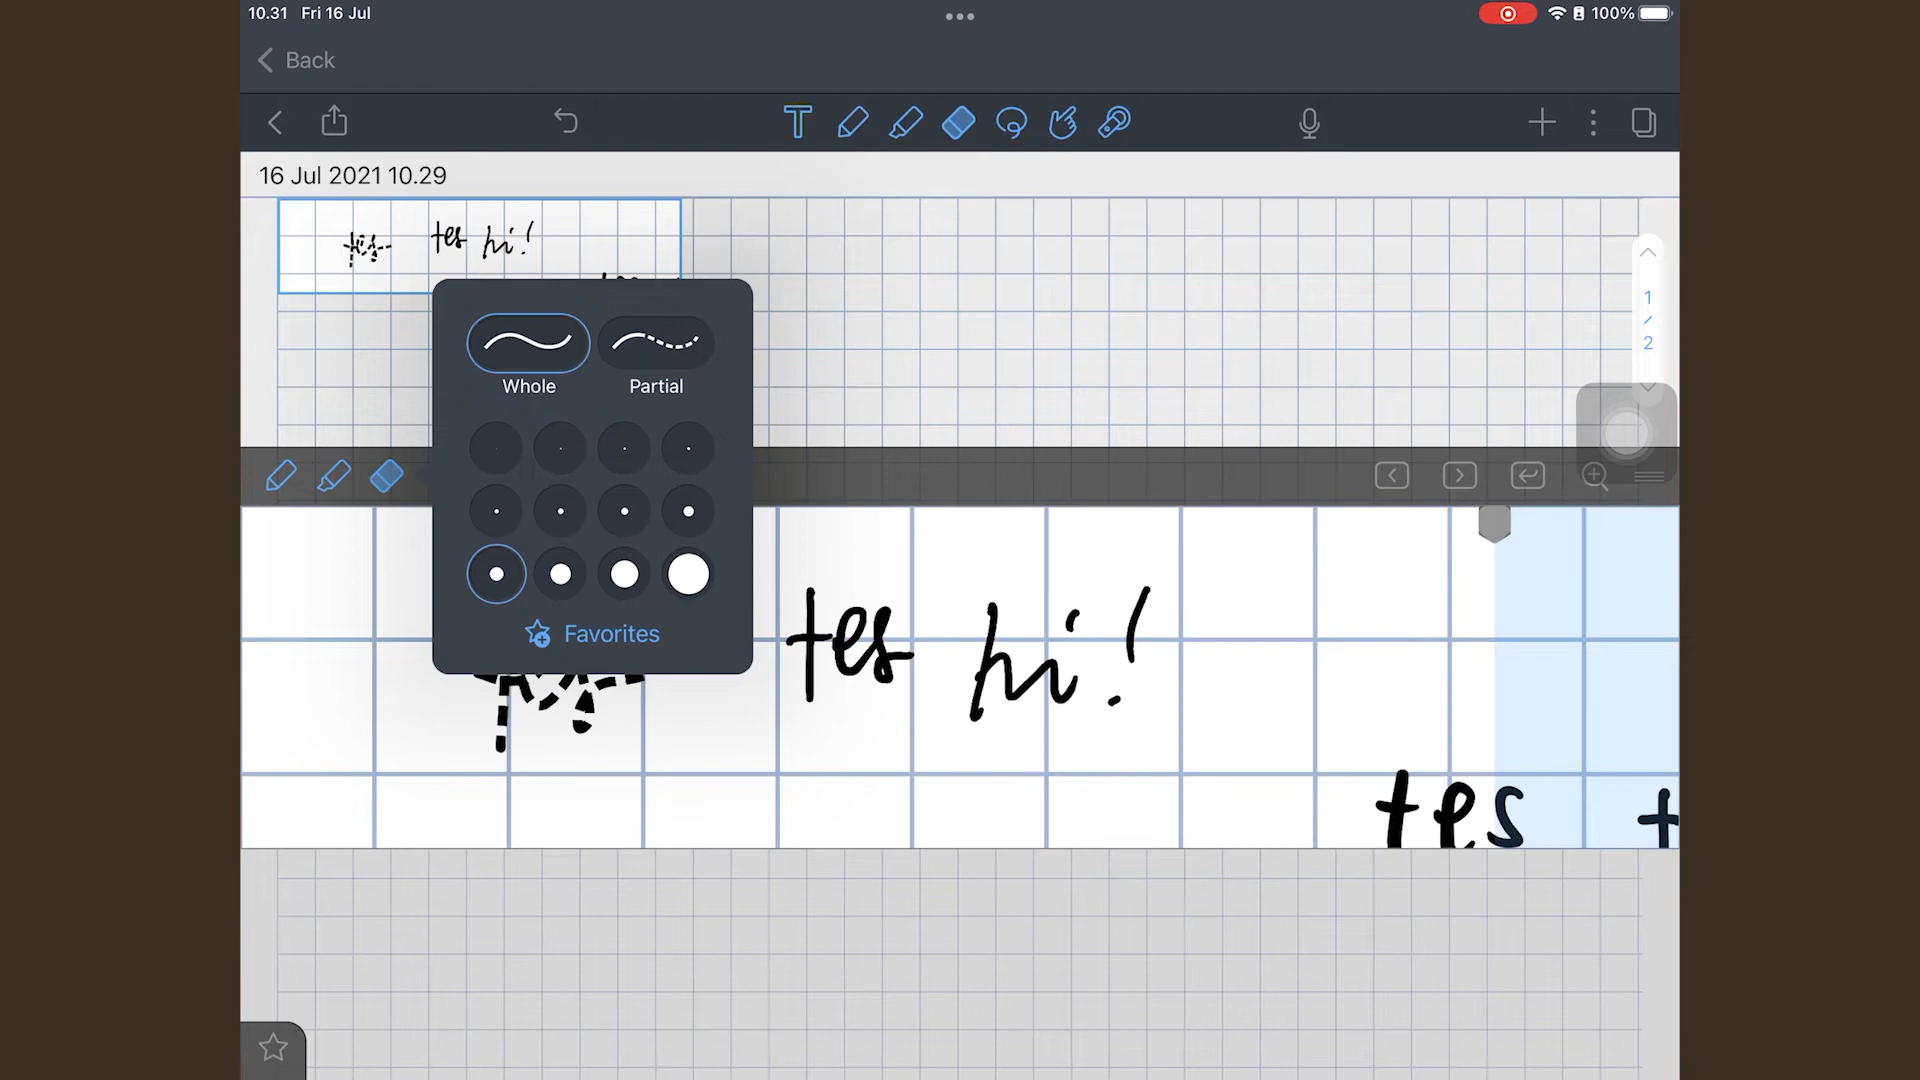 10.31 Fri 16 Jul
100%
Back
16 Jul 2021 10.29
tes tes hi!
1
/
2
Whole Partial
Favorites
tes hi!
tes t